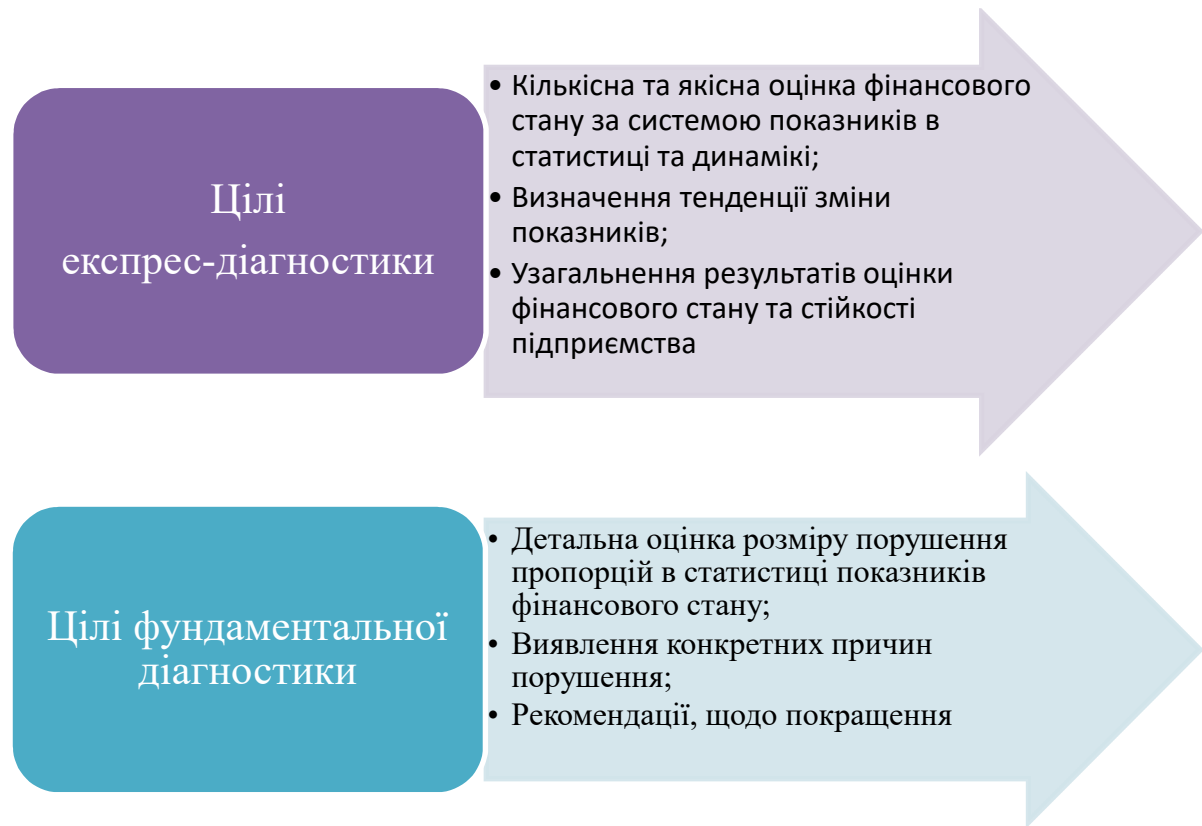 Цілі
експрес-діагностики
• Кількісна та якісна оцінка фінансового
стану за системою показників в
статистиці та динаміці;
• Визначення тенденції зміни
показників;
• Узагальнення результатів оцінки
фінансового стану та стійкості
підприємства
Цілі фундаментальної
діагностики
• Детальна оцінка розміру порушення
пропорцій в статистиці показників
фінансового стану;
• Виявлення конкретних причин
порушення;
• Рекомендації, щодо покращення